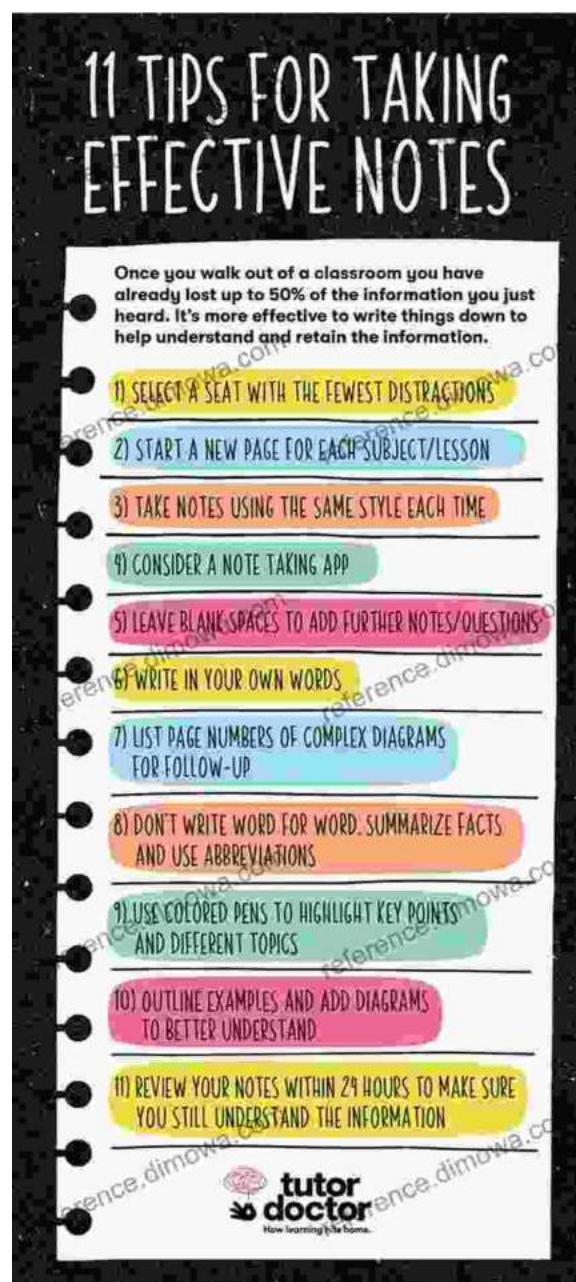 11 TIPS FOR TAKING
EFFECTIVE NOTES
Once you walk out of a classroom you have
already lost up to 50% of the information you just
heard. It's more effective to write things down to
help understand and retain the information.
1) SELECT A SEAT WITH THE FEWEST DISTRACTIONS
2) START A NEW PAGE FOR EACH SUBJECT/LESSON
3) TAKE NOTES USING THE SAME STYLE EACH TIME
4) CONSIDER A NOTE TAKING APP
5) LEAVE BLANK SPACES TO ADD FURTHER NOTES/QUESTIONS
6) WRITE IN YOUR OWN WORDS
7) LIST PAGE NUMBERS OF COMPLEX DIAGRAMS
FOR FOLLOW-UP
8) DON'T WRITE WORD FOR WORD. SUMMARIZE FACTS
AND USE ABBREVIATIONS
9) USE COLORED PENS TO HIGHLIGHT KEY POINTS
AND DIFFERENT TOPICS
10) OUTLINE EXAMPLES AND ADD DIAGRAMS
TO BETTER UNDERSTAND
11) REVIEW YOUR NOTES WITHIN 24 HOURS TO MAKE SURE
YOU STILL UNDERSTAND THE INFORMATION
tutor
doctor
How learning hits home.
reference.dimowa.com